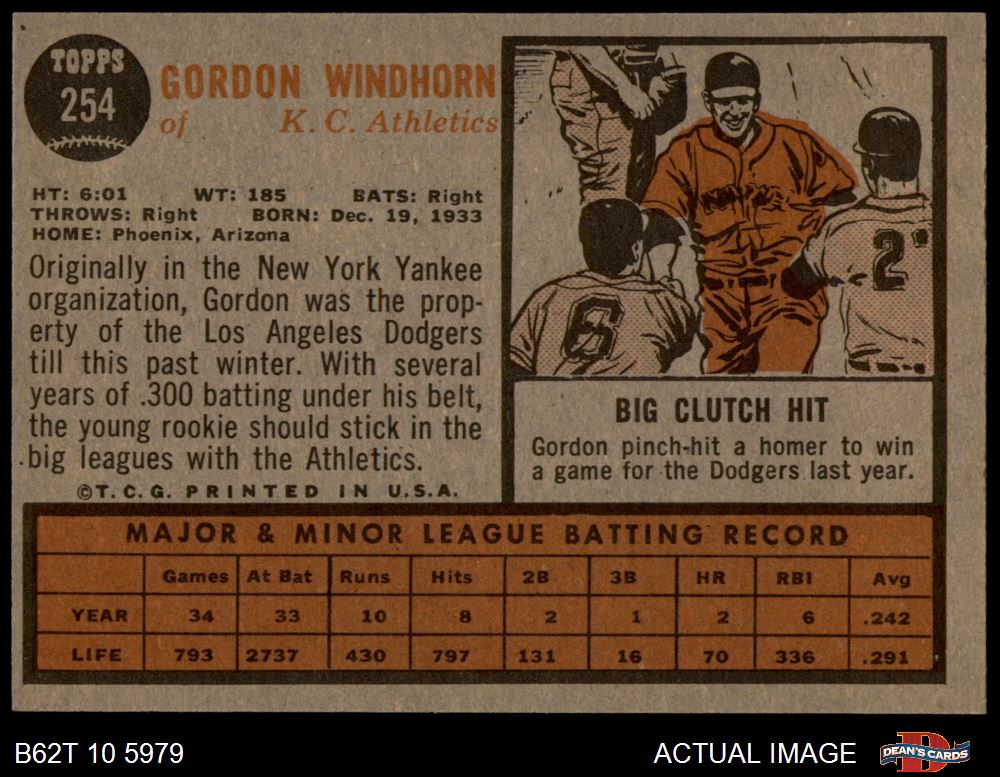 TOPPS
254
GORDON WINDHORN
of K. C. Athletics
HT: 6:01 WT: 185 BATS: Right
THROWS: Right BORN: Dec. 19, 1933
HOME: Phoenix, Arizona
Originally in the New York Yankee
organization, Gordon was the prop-
erty of the Los Angeles Dodgers
till this past winter. With several
years of .300 batting under his belt,
the young rookie should stick in the
big leagues with the Athletics.
©T. C. G. PRINTED IN U.S.A.
6
2
BIG CLUTCH HIT
Gordon pinch-hit a homer to win
a game for the Dodgers last year.
MAJOR & MINOR LEAGUE BATTING RECORD
Games At Bat Runs Hits 2B 3B HR RBI Avg
YEAR 34 33 10 8 2 1 2 6 .242
LIFE 793 2737 430 797 131 16 70 336 .291
B62T 10 5979
ACTUAL IMAGE
DEAN'S CARDS